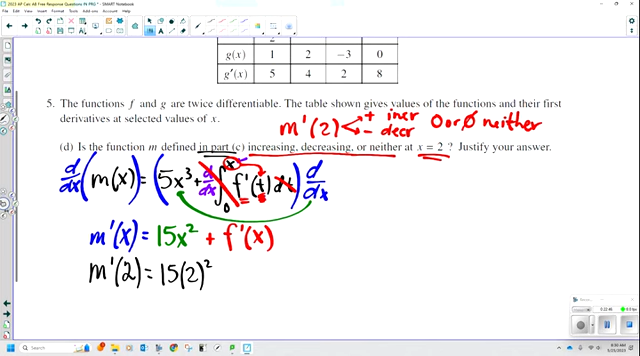 2023 AP Calc AB Free Response Questions IN-PRG* - SMART Notebook
File Edit View Insert Format Tools Help
g(x) 1 2 −3 0
g′(x) 5 4 2 8
5. The functions f and g are twice differentiable. The table shown gives values of the functions and their first
derivatives at selected values of x.
m'(2) < + incr
− decr
0 or ∅ neither
(d) Is the function m defined in part (c) increasing, decreasing, or neither at x = 2 ? Justify your answer.
d/dx (m(x)) = (5x³ + d/dx ∫₀ˣ f'(t) dt) d/dx
m'(x) = 15x² + f'(x)
m'(2) = 15(2)²
Search
5/25/2023